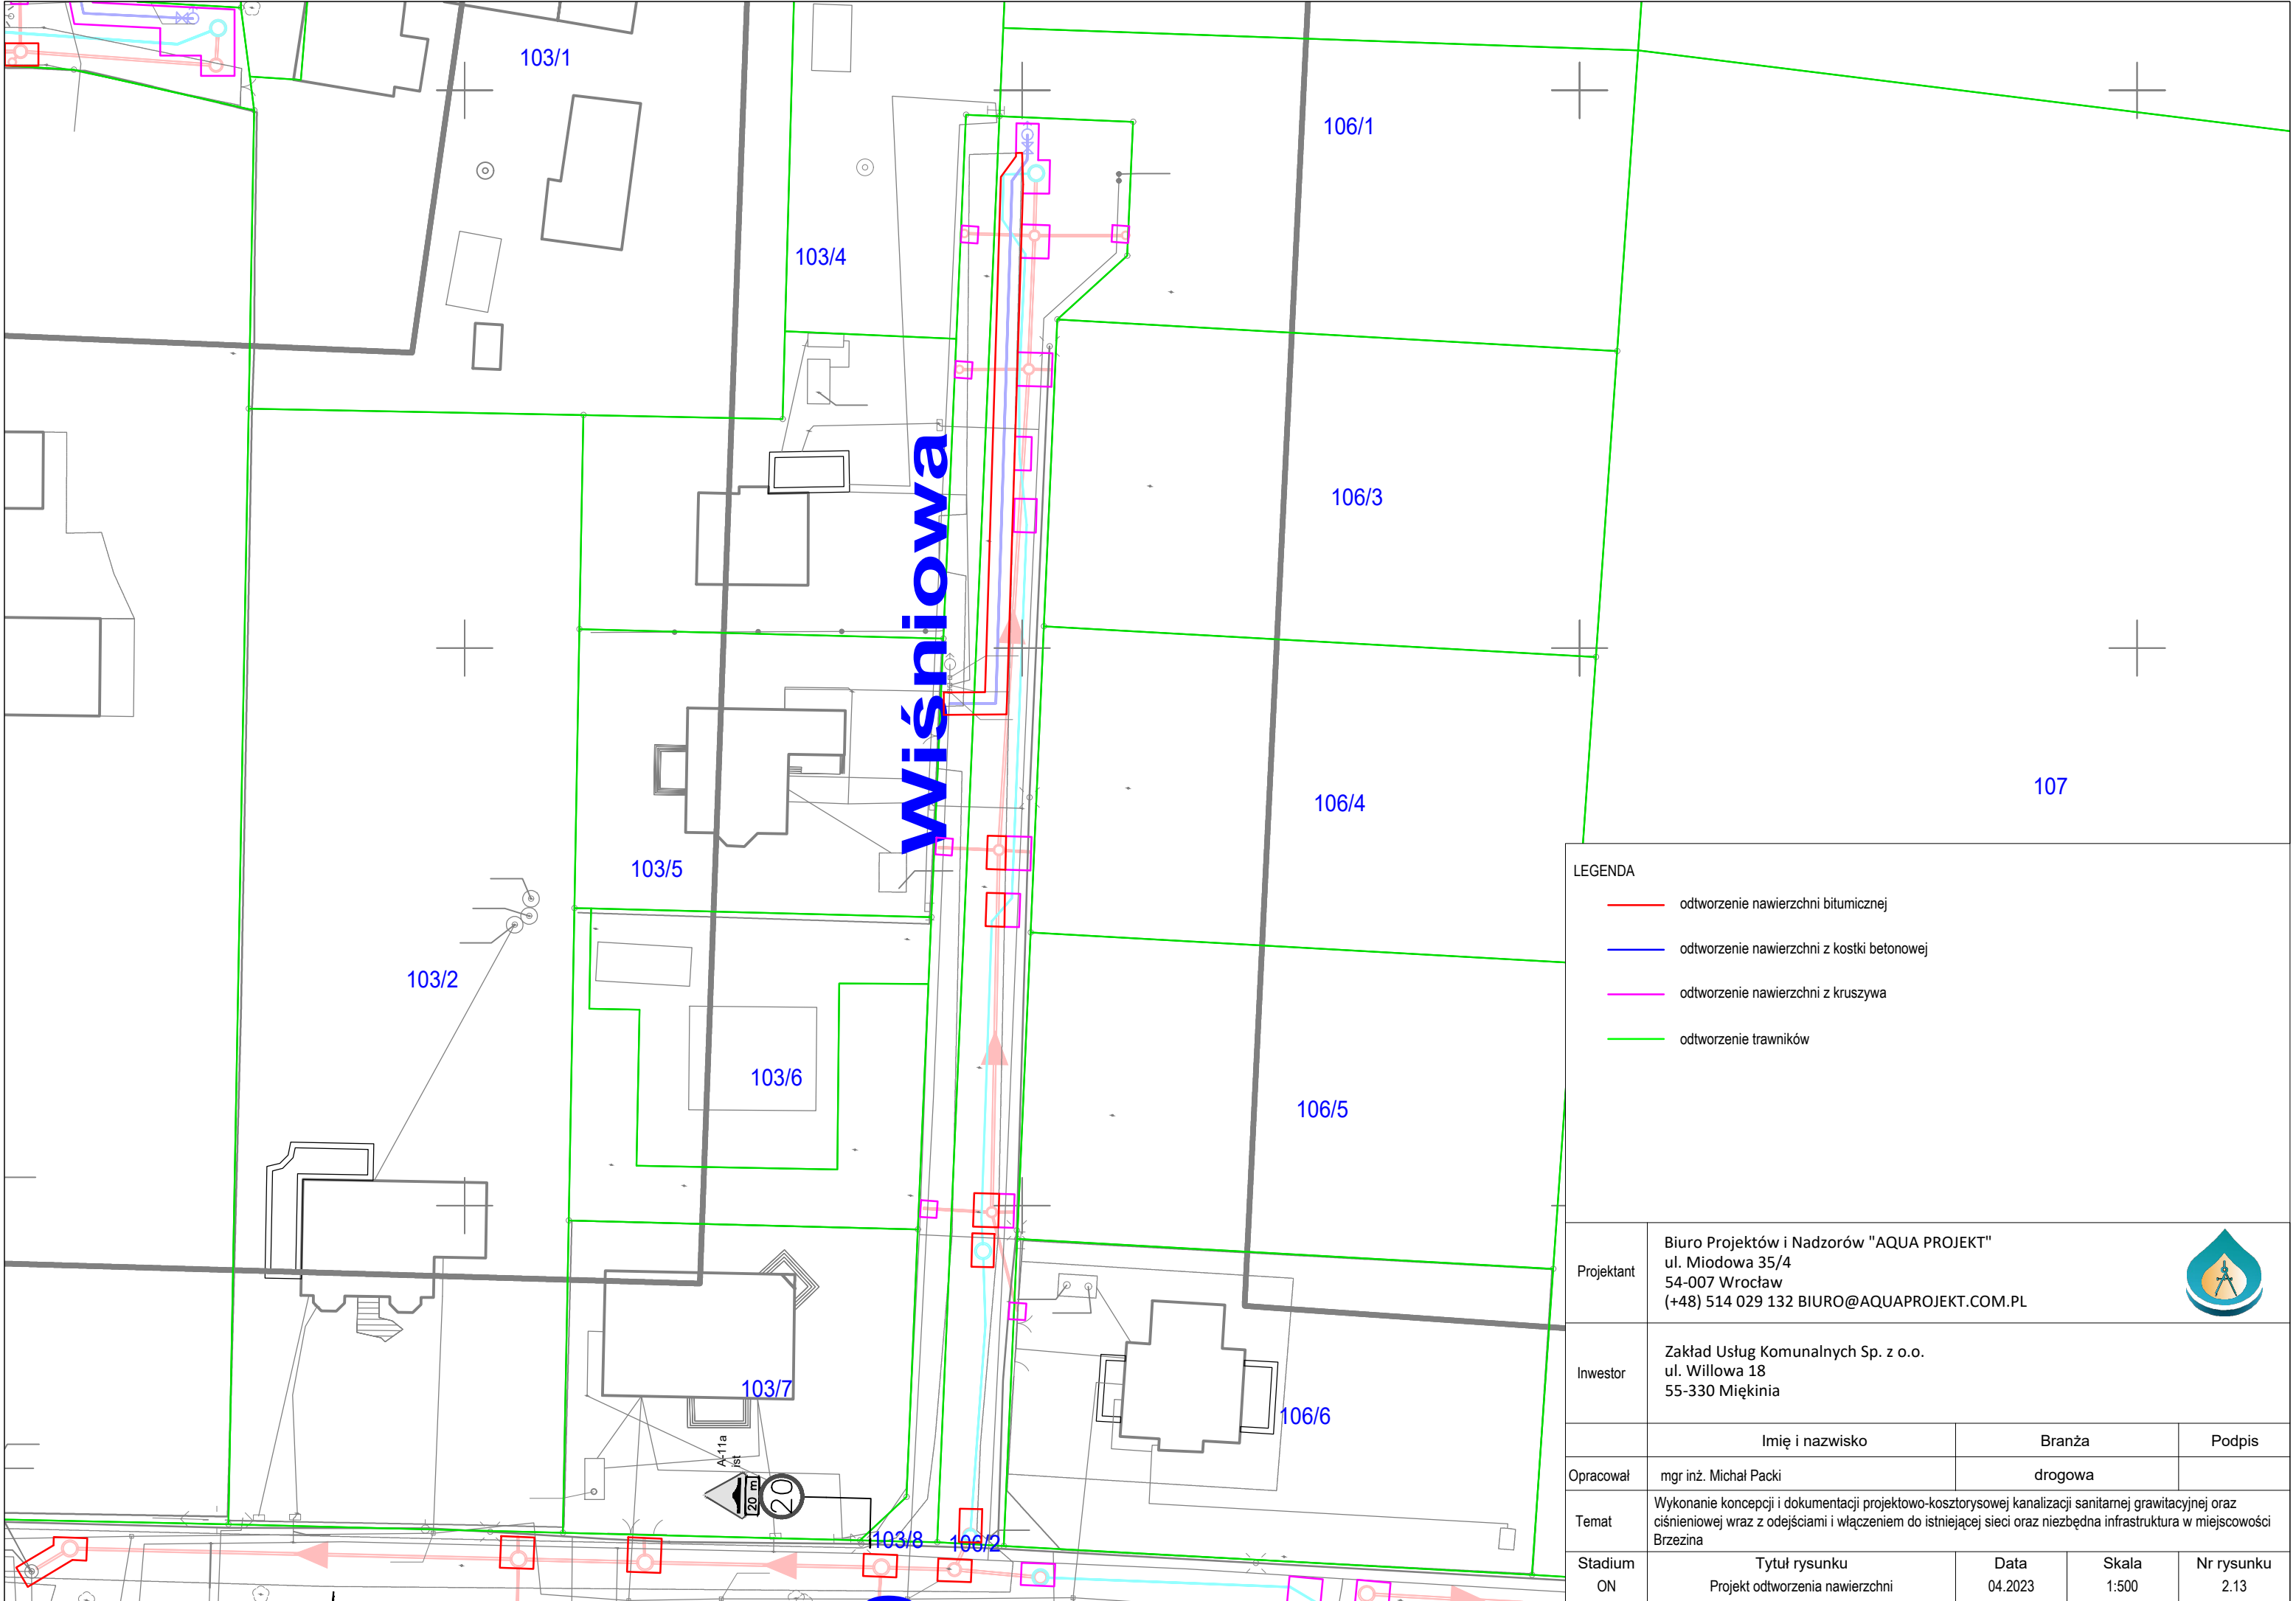 103/1
106/1
103/4
106/3
Wiśniowa
107
106/4
103/5
103/2
103/6
106/5
103/7
106/6
A-11a
ist
20 m
20
103/8
106/2
LEGENDA
odtworzenie nawierzchni bitumicznej
odtworzenie nawierzchni z kostki betonowej
odtworzenie nawierzchni z kruszywa
odtworzenie trawników
Projektant
Biuro Projektów i Nadzorów "AQUA PROJEKT"
ul. Miodowa 35/4
54-007 Wrocław
(+48) 514 029 132 BIURO@AQUAPROJEKT.COM.PL
Inwestor
Zakład Usług Komunalnych Sp. z o.o.
ul. Willowa 18
55-330 Miękinia
Imię i nazwisko Branża Podpis
Opracował mgr inż. Michał Packi drogowa
Temat
Wykonanie koncepcji i dokumentacji projektowo-kosztorysowej kanalizacji sanitarnej grawitacyjnej oraz
ciśnieniowej wraz z odejściami i włączeniem do istniejącej sieci oraz niezbędna infrastruktura w miejscowości
Brzezina
Stadium Tytuł rysunku Data Skala Nr rysunku
ON Projekt odtworzenia nawierzchni 04.2023 1:500 2.13